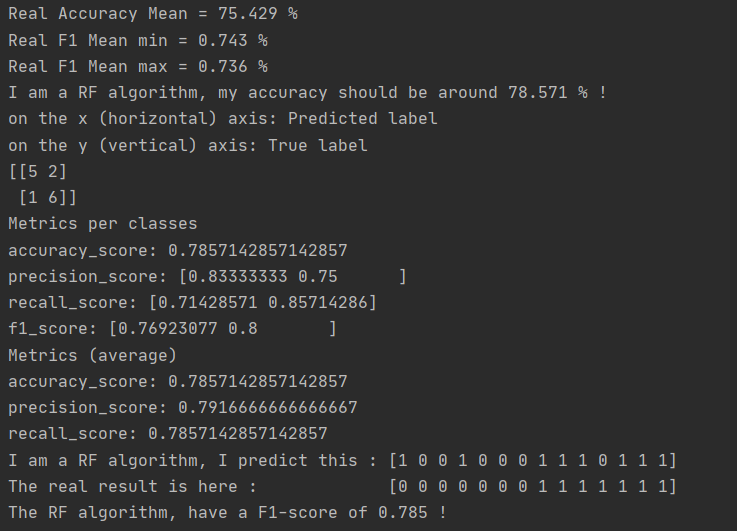 Real Accuracy Mean = 75.429 %
Real F1 Mean min = 0.743 %
Real F1 Mean max = 0.736 %
I am a RF algorithm, my accuracy should be around 78.571 % !
on the x (horizontal) axis: Predicted label
on the y (vertical) axis: True label
[[5 2]
 [1 6]]
Metrics per classes
accuracy_score: 0.7857142857142857
precision_score: [0.83333333 0.75      ]
recall_score: [0.71428571 0.85714286]
f1_score: [0.76923077 0.8       ]
Metrics (average)
accuracy_score: 0.7857142857142857
precision_score: 0.7916666666666667
recall_score: 0.7857142857142857
I am a RF algorithm, I predict this : [1 0 0 1 0 0 0 1 1 1 0 1 1 1]
The real result is here :             [0 0 0 0 0 0 0 1 1 1 1 1 1 1]
The RF algorithm, have a F1-score of 0.785 !